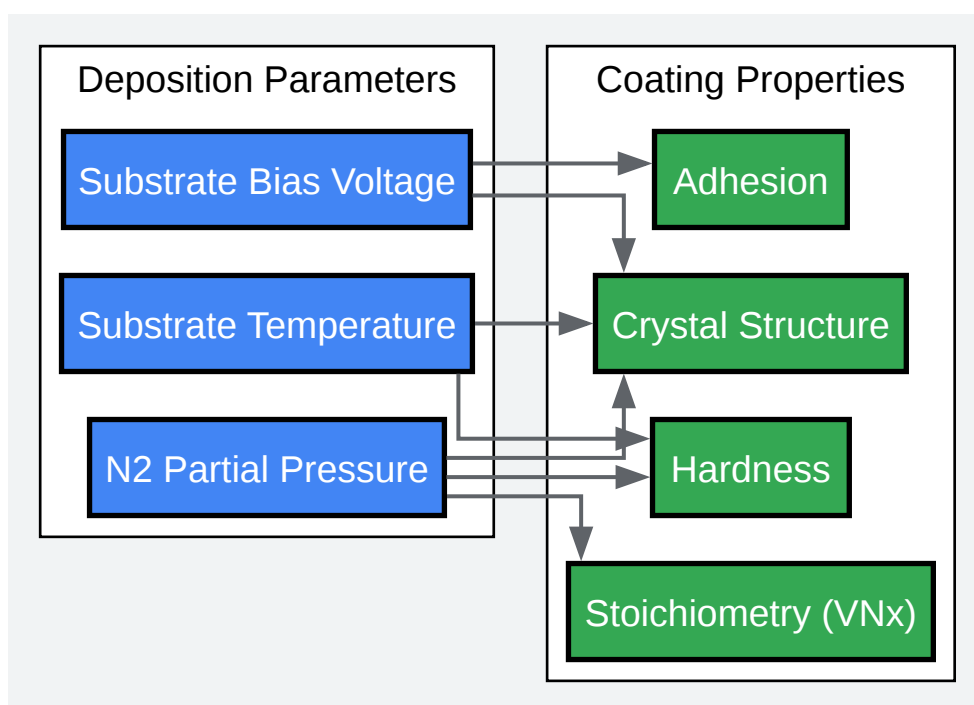 Deposition Parameters
Substrate Bias Voltage
Substrate Temperature
N2 Partial Pressure
Coating Properties
Adhesion
Crystal Structure
Hardness
Stoichiometry (VNx)